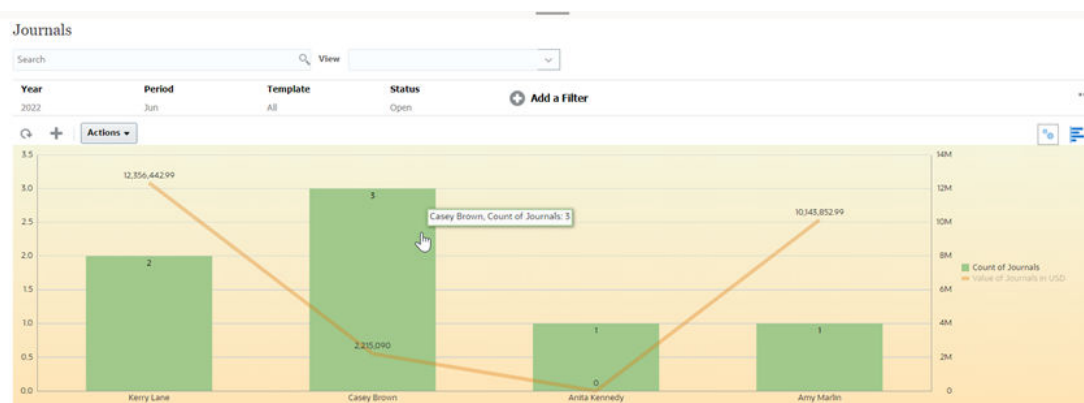 Journals
Search View
Year Period Template Status Add a Filter
2022 Jun All Open
Actions
3.5 14M
12,356,442.99
3.0 3 12M
Casey Brown, Count of Journals: 3 10,143,852.99
2.5 10M
2.0 2 8M
Count of Journals
Value of Journals in USD
1.5 6M
1.0 1 1 4M
2,215,090
0.5 2M
0
0.0 0
Kerry Lane Casey Brown Anita Kennedy Amy Marlin